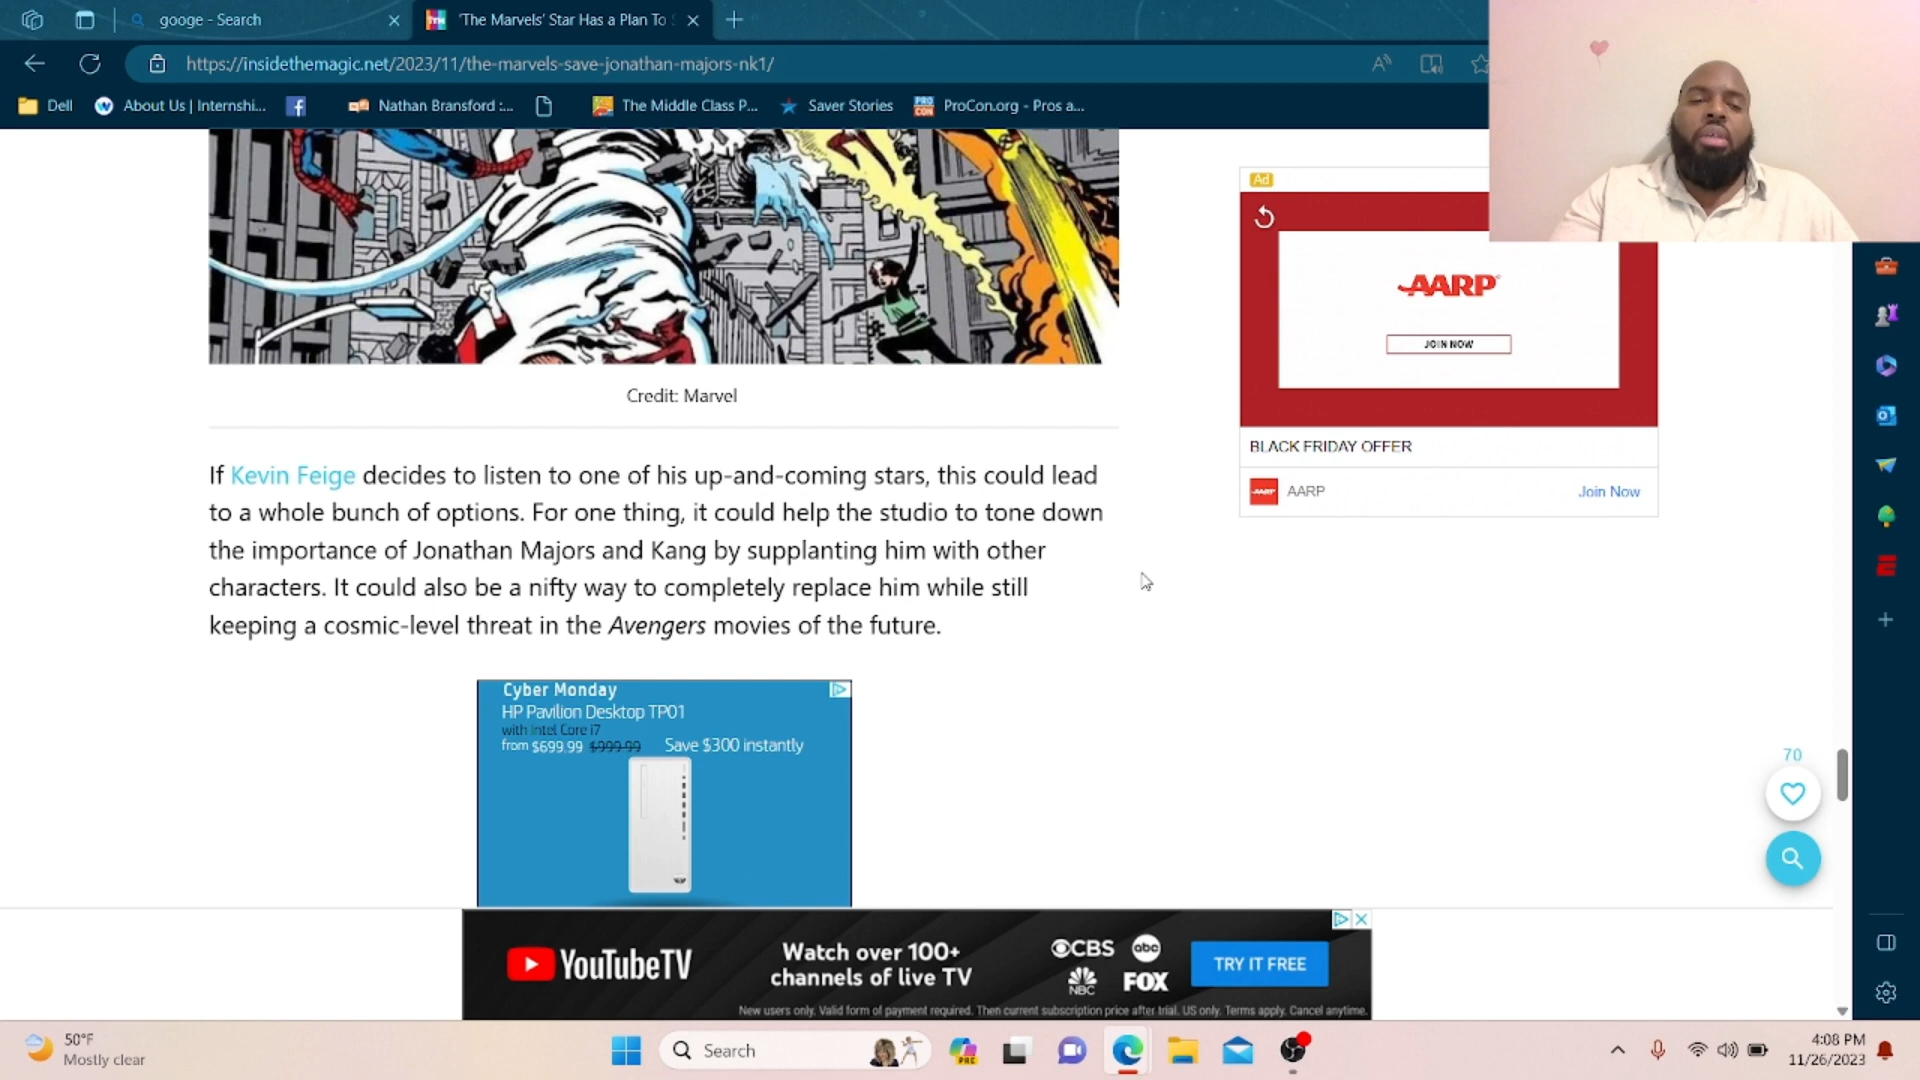 googe - Search
'The Marvels' Star Has a Plan To S
https://insidethemagic.net/2023/11/the-marvels-save-jonathan-majors-nk1/
Dell
About Us | Internshi...
Nathan Bransford :...
The Middle Class P...
Saver Stories
ProCon.org - Pros a...
Credit: Marvel
If Kevin Feige decides to listen to one of his up-and-coming stars, this could lead
to a whole bunch of options. For one thing, it could help the studio to tone down
the importance of Jonathan Majors and Kang by supplanting him with other
characters. It could also be a nifty way to completely replace him while still
keeping a cosmic-level threat in the Avengers movies of the future.
Ad
AARP
JOIN NOW
BLACK FRIDAY OFFER
AARP
Join Now
Cyber Monday
HP Pavilion Desktop TP01
with Intel Core i7
from $699.99 $999.99 Save $300 instantly
70
YouTubeTV
Watch over 100+
channels of live TV
CBS abc
NBC FOX
TRY IT FREE
New users only. Valid form of payment required. Then current subscription price after trial. US only. Terms apply. Cancel anytime.
50°F
Mostly clear
Search
4:08 PM
11/26/2023